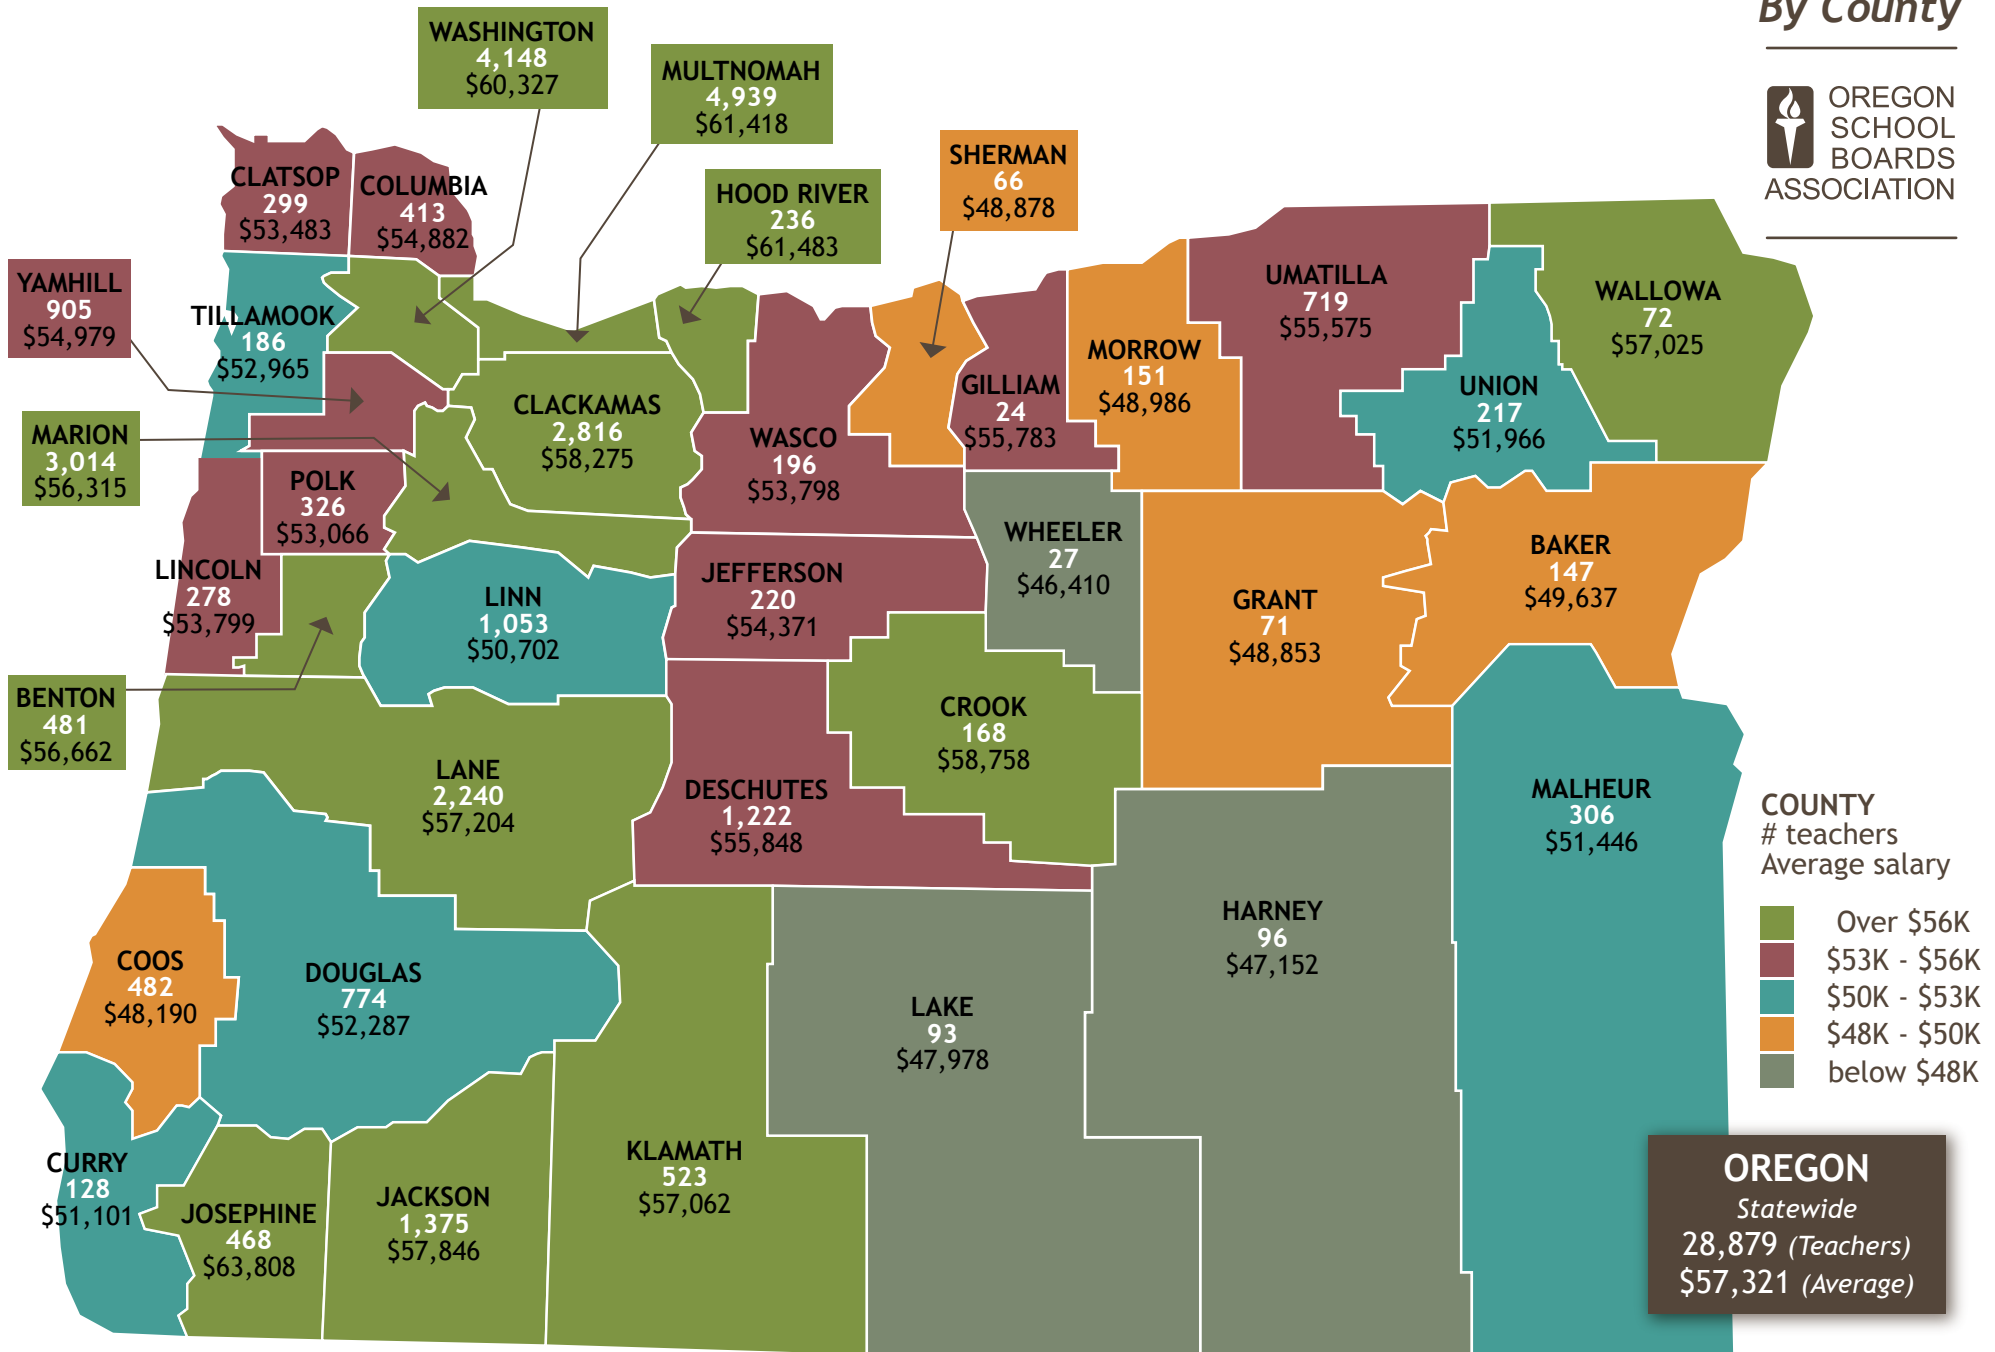 By County
OREGON
SCHOOL
BOARDS
ASSOCIATION
WASHINGTON
4,148
$60,327
MULTNOMAH
4,939
$61,418
HOOD RIVER
236
$61,483
SHERMAN
66
$48,878
CLATSOP
299
$53,483
COLUMBIA
413
$54,882
YAMHILL
905
$54,979
TILLAMOOK
186
$52,965
MARION
3,014
$56,315
CLACKAMAS
2,816
$58,275
WASCO
196
$53,798
GILLIAM
24
$55,783
MORROW
151
$48,986
UMATILLA
719
$55,575
UNION
217
$51,966
WALLOWA
72
$57,025
POLK
326
$53,066
LINCOLN
278
$53,799
LINN
1,053
$50,702
JEFFERSON
220
$54,371
WHEELER
27
$46,410
GRANT
71
$48,853
BAKER
147
$49,637
BENTON
481
$56,662
LANE
2,240
$57,204
DESCHUTES
1,222
$55,848
CROOK
168
$58,758
MALHEUR
306
$51,446
COOS
482
$48,190
DOUGLAS
774
$52,287
LAKE
93
$47,978
HARNEY
96
$47,152
CURRY
128
$51,101
JOSEPHINE
468
$63,808
JACKSON
1,375
$57,846
KLAMATH
523
$57,062
COUNTY
# teachers
Average salary
Over $56K
$53K - $56K
$50K - $53K
$48K - $50K
below $48K
OREGON
Statewide
28,879 (Teachers)
$57,321 (Average)